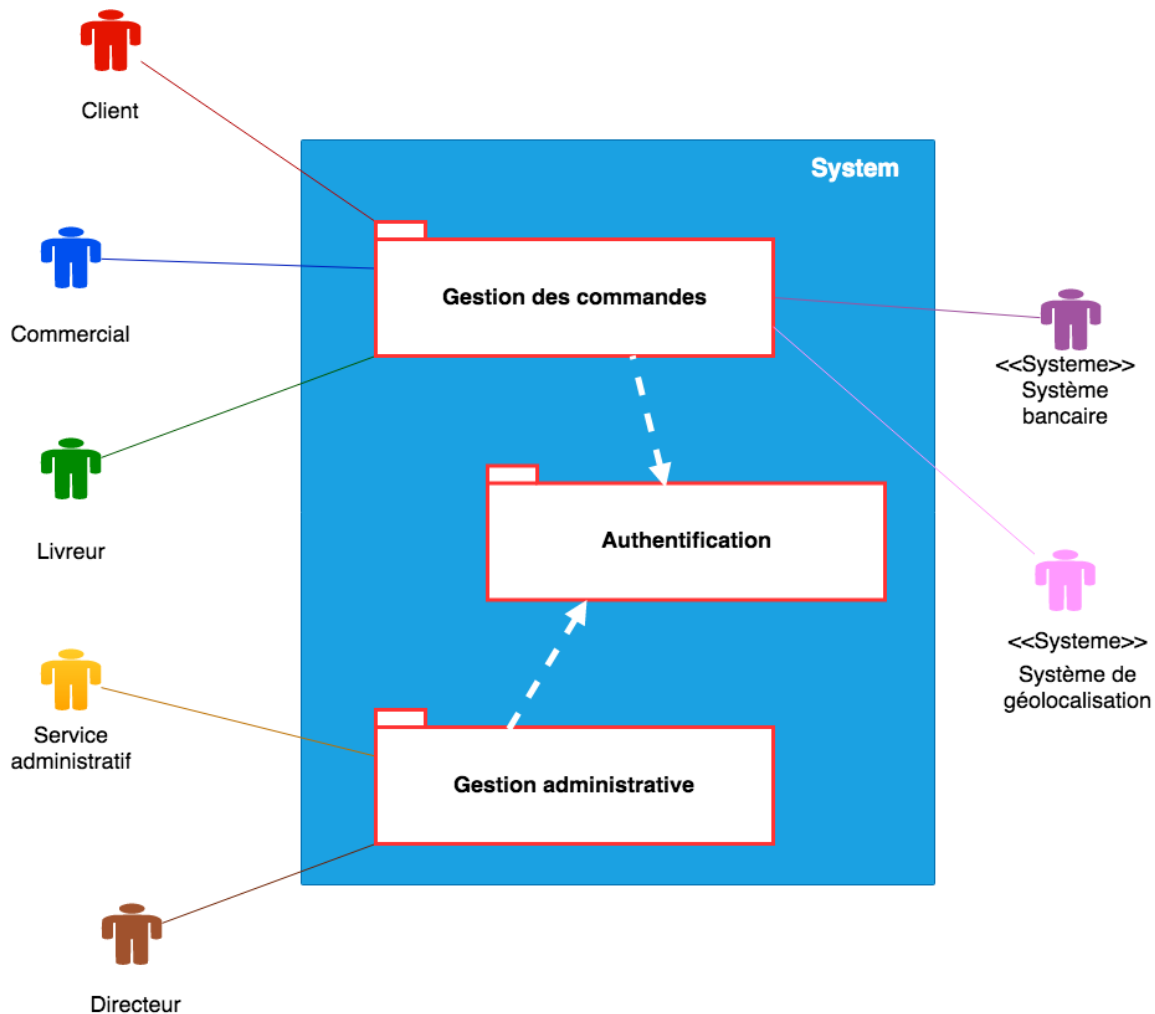 Client
System
Commercial
Gestion des commandes
<<Systeme>>
Système
bancaire
Livreur
Authentification
<<Systeme>>
Système de
géolocalisation
Service
administratif
Gestion administrative
Directeur